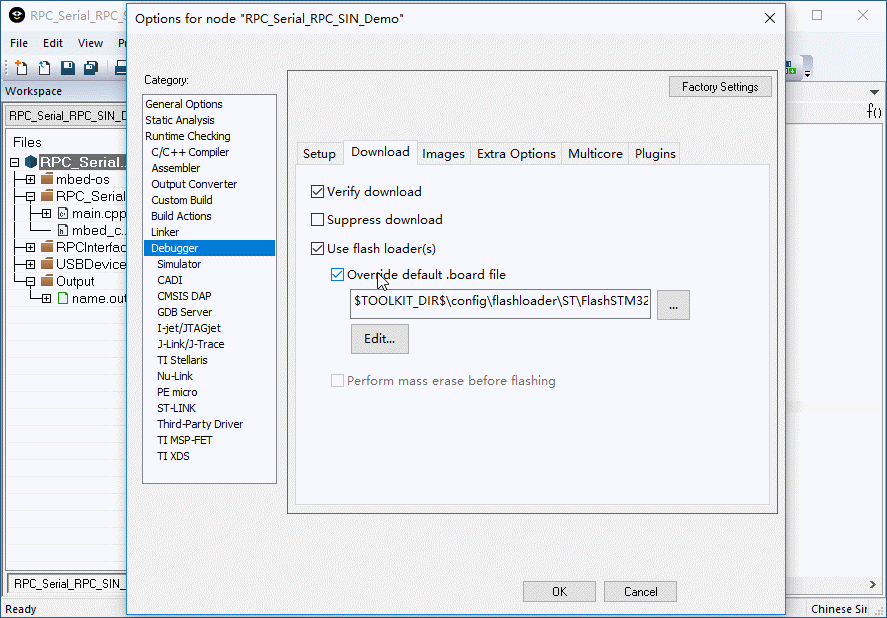 RPC_Serial_RPC_S
Options for node "RPC_Serial_RPC_SIN_Demo"
File Edit View Pr
Workspace
RPC_Serial_RPC_SIN_D
Files
RPC_Serial...
mbed-os
RPC_Serial
main.cpp
mbed_c..
RPCInterfac
USBDevice
Output
name.out
RPC_Serial_RPC_SIN_
Ready
Category:
General Options
Static Analysis
Runtime Checking
C/C++ Compiler
Assembler
Output Converter
Custom Build
Build Actions
Linker
Debugger
Simulator
CADI
CMSIS DAP
GDB Server
I-jet/JTAGjet
J-Link/J-Trace
TI Stellaris
Nu-Link
PE micro
ST-LINK
Third-Party Driver
TI MSP-FET
TI XDS
Factory Settings
Setup Download Images Extra Options Multicore Plugins
Verify download
Suppress download
Use flash loader(s)
Override default .board file
$TOOLKIT_DIR$\config\flashloader\ST\FlashSTM32
...
Edit...
Perform mass erase before flashing
OK Cancel
f()
Chinese Sir